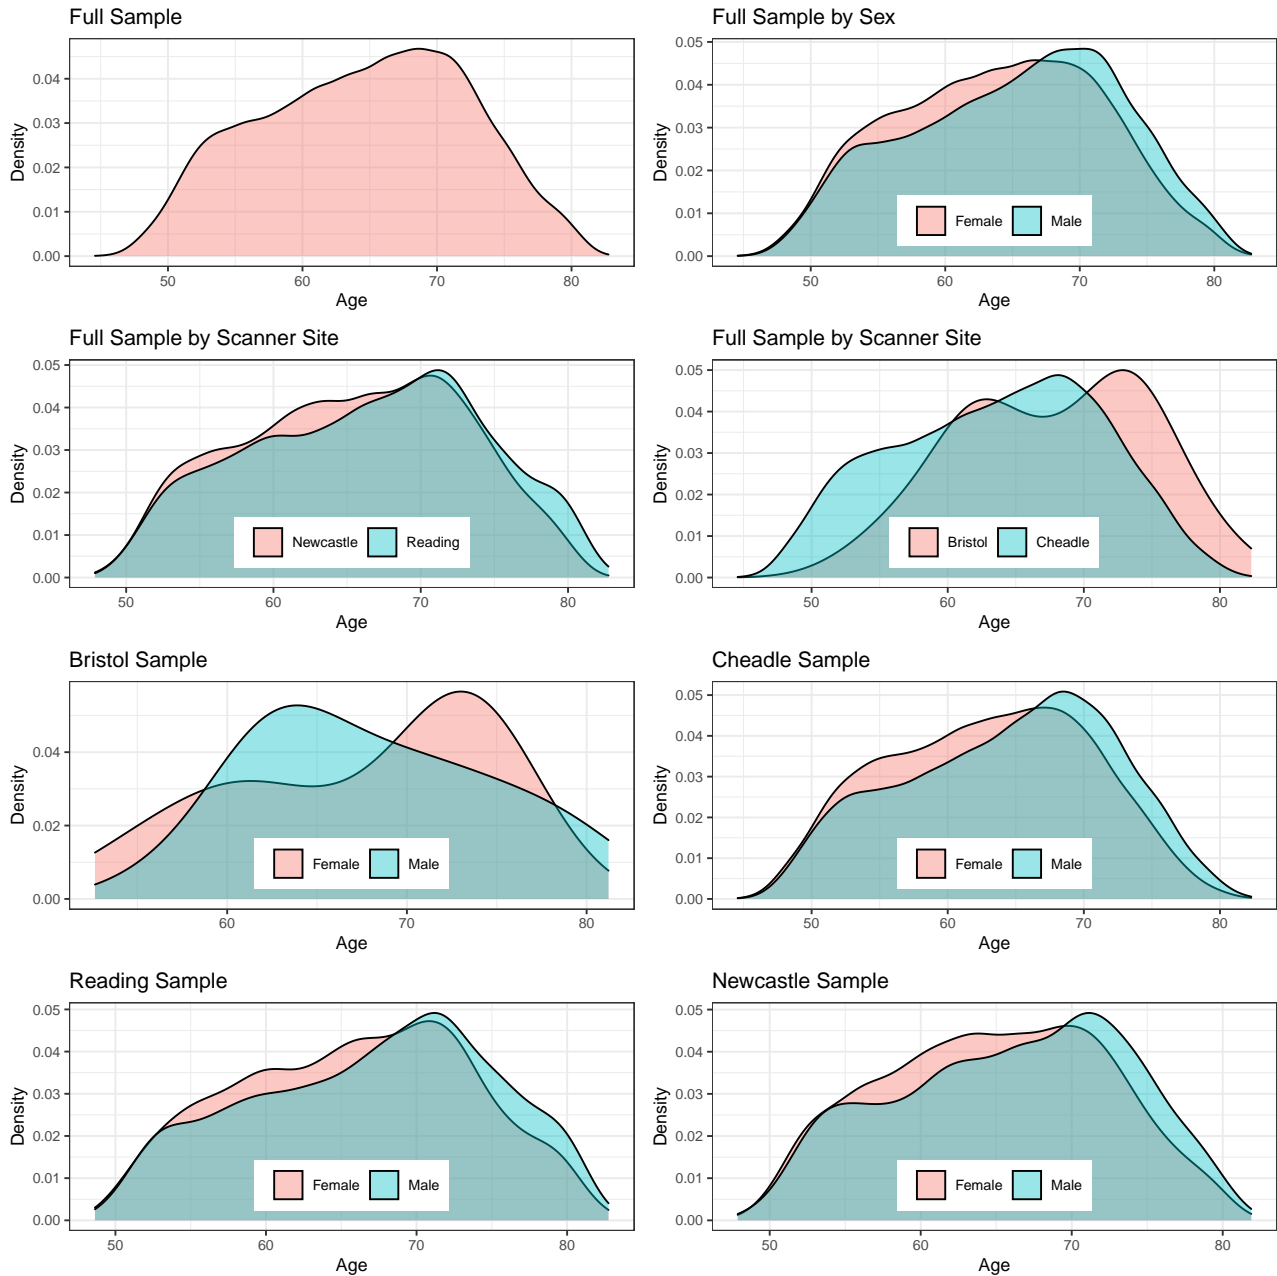 Full Sample
Density
0.04
0.03
0.02
0.01
0.00
50 60 70 80
Age
Full Sample by Sex
Density
0.05
0.04
0.03
0.02
0.01
0.00
Female Male
50 60 70 80
Age
Full Sample by Scanner Site
Density
0.05
0.04
0.03
0.02
0.01
0.00
Newcastle Reading
50 60 70 80
Age
Full Sample by Scanner Site
Density
0.05
0.04
0.03
0.02
0.01
0.00
Bristol Cheadle
50 60 70 80
Age
Bristol Sample
Density
0.04
0.02
0.00
Female Male
60 70 80
Age
Cheadle Sample
Density
0.05
0.04
0.03
0.02
0.01
0.00
Female Male
50 60 70 80
Age
Reading Sample
Density
0.05
0.04
0.03
0.02
0.01
0.00
Female Male
50 60 70 80
Age
Newcastle Sample
Density
0.05
0.04
0.03
0.02
0.01
0.00
Female Male
50 60 70 80
Age